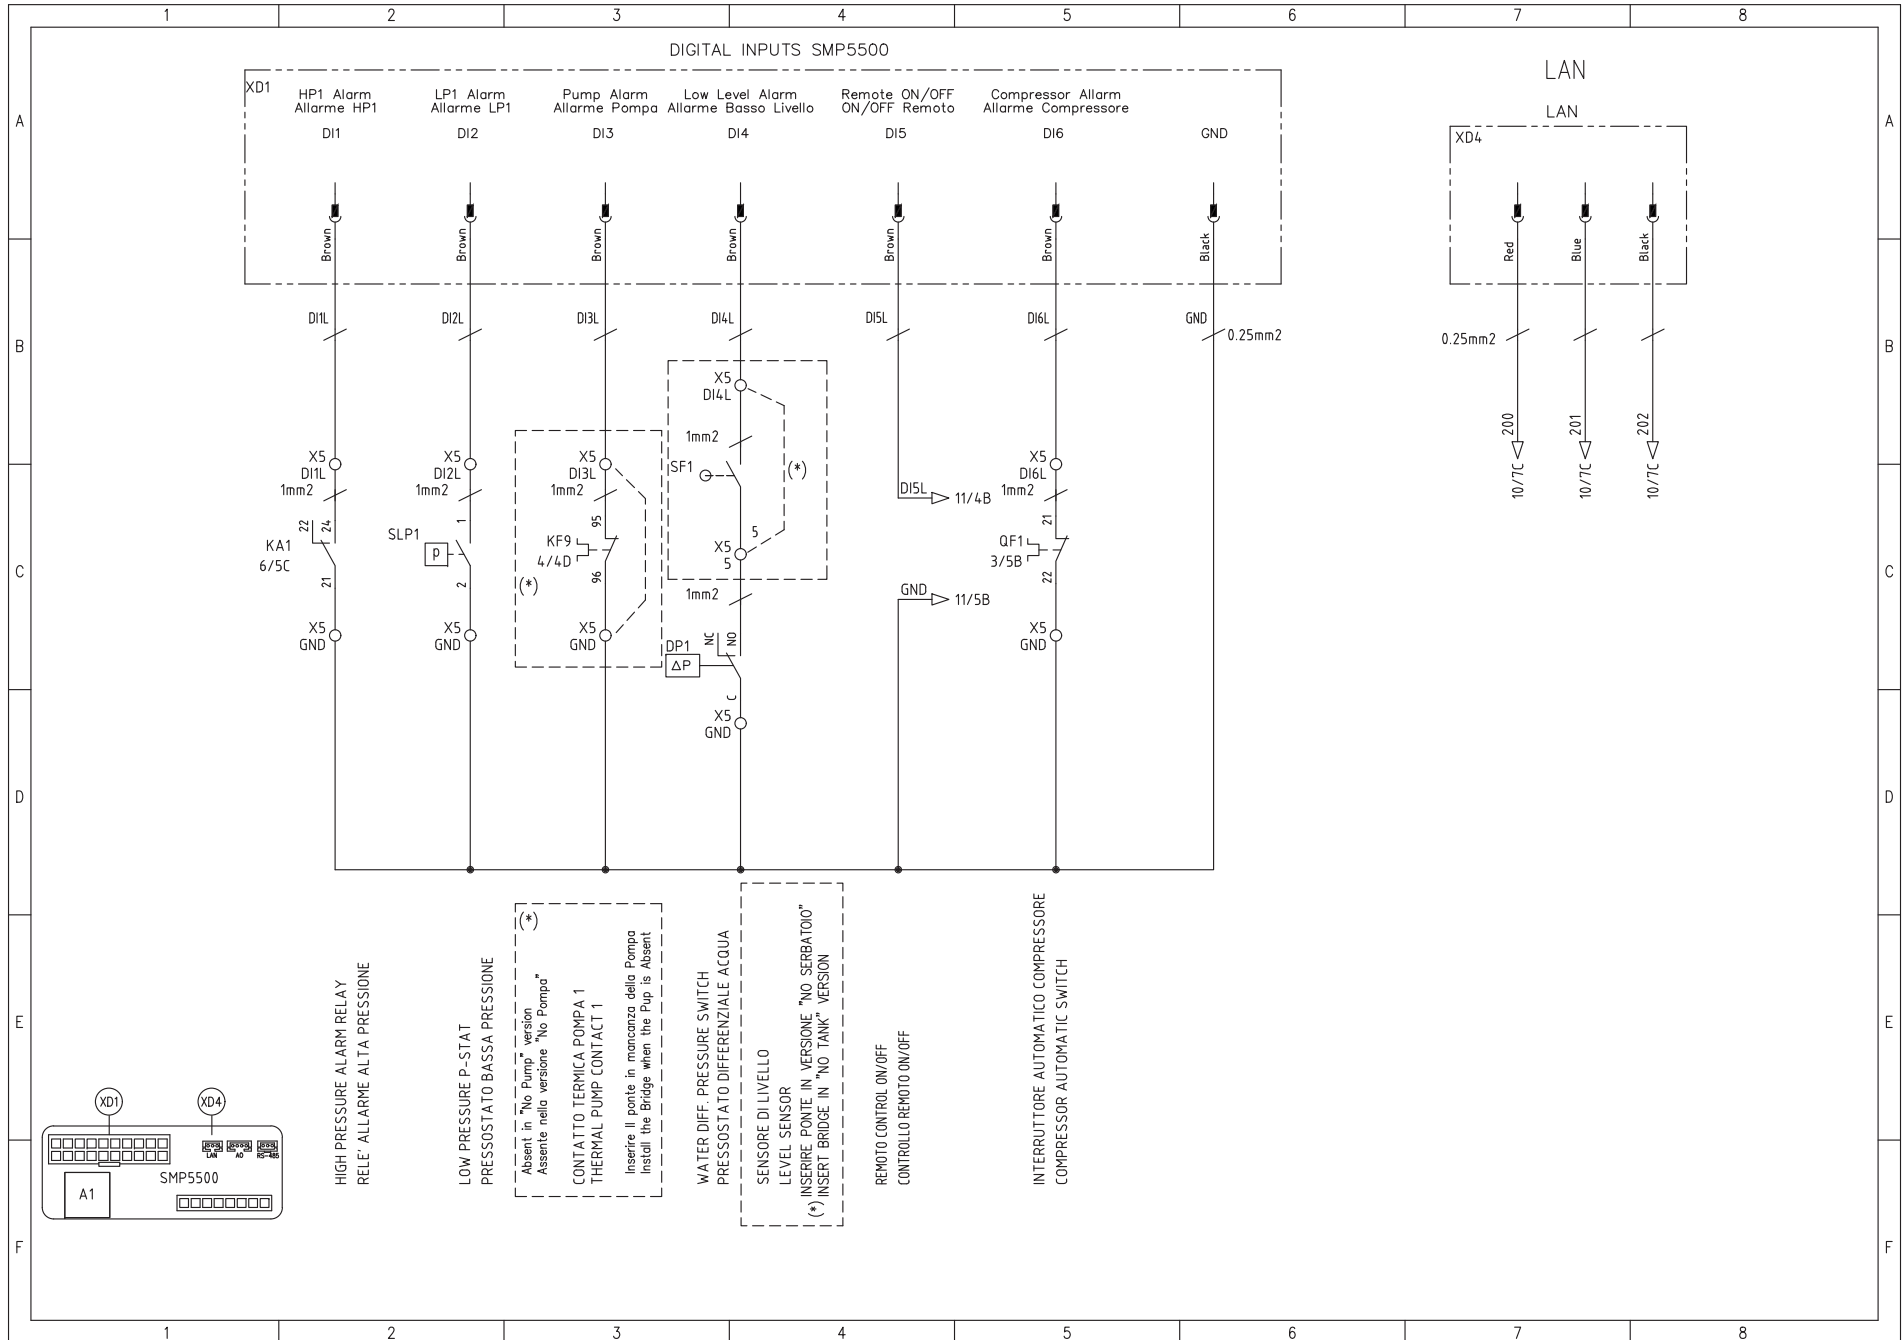 1 2 3 4 5 6 7 8
DIGITAL INPUTS SMP5500
XD1
HP1 Alarm
Allarme HP1
DI1
LP1 Alarm
Allarme LP1
DI2
Pump Alarm
Allarme Pompa
DI3
Low Level Alarm
Allarme Basso Livello
DI4
Remote ON/OFF
ON/OFF Remoto
DI5
Compressor Allarm
Allarme Compressore
DI6
GND
LAN
LAN
XD4
A A
Brown Brown Brown Brown Brown Brown Black
Red Blue Black
DI1L DI2L DI3L DI4L DI5L DI6L GND
0.25mm2
0.25mm2
B B
200 201 202
10/7C 10/7C 10/7C
X5
DI1L
1mm2
22 24
KA1
6/5C
21
X5
GND
X5
DI2L
1mm2
1
SLP1
P
2
X5
GND
X5
DI3L
1mm2
95
KF9
4/4D
96
(*)
X5
GND
X5
DI4L
1mm2
SF1
(*)
5
X5
5
1mm2
NC NO
DP1
ΔP
C
X5
GND
DI5L
11/4B
GND
11/5B
X5
DI6L
1mm2
21
QF1
3/5B
22
X5
GND
C C
D D
HIGH PRESSURE ALARM RELAY
RELE' ALLARME ALTA PRESSIONE
LOW PRESSURE P-STAT
PRESSOSTATO BASSA PRESSIONE
(*)
Absent in "No Pump" version
Assente nella versione "No Pompa"
CONTATTO TERMICA POMPA 1
THERMAL PUMP CONTACT 1
Inserire Il ponte in mancanza della Pompa
Install the Bridge when the Pup is Absent
WATER DIFF. PRESSURE SWITCH
PRESSOSTATO DIFFERENZIALE ACQUA
SENSORE DI LIVELLO
LEVEL SENSOR
INSERIRE PONTE IN VERSIONE "NO SERBATOIO"
(*) INSERT BRIDGE IN "NO TANK" VERSION
REMOTO CONTROL ON/OFF
CONTROLLO REMOTO ON/OFF
INTERRUTTORE AUTOMATICO COMPRESSORE
COMPRESSOR AUTOMATIC SWITCH
E E
XD1 XD4
LAN AO RS-485
SMP5500
A1
F F
1 2 3 4 5 6 7 8